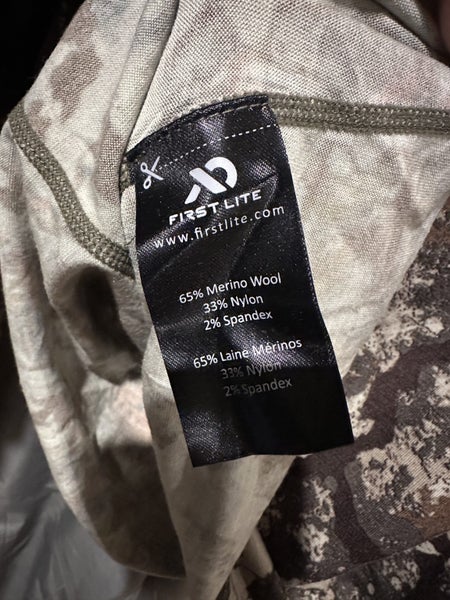 FIRST LITE
www.firstlite.com
65% Merino Wool
33% Nylon
2% Spandex
65% Laine Mérinos
33% Nylon
2% Spandex